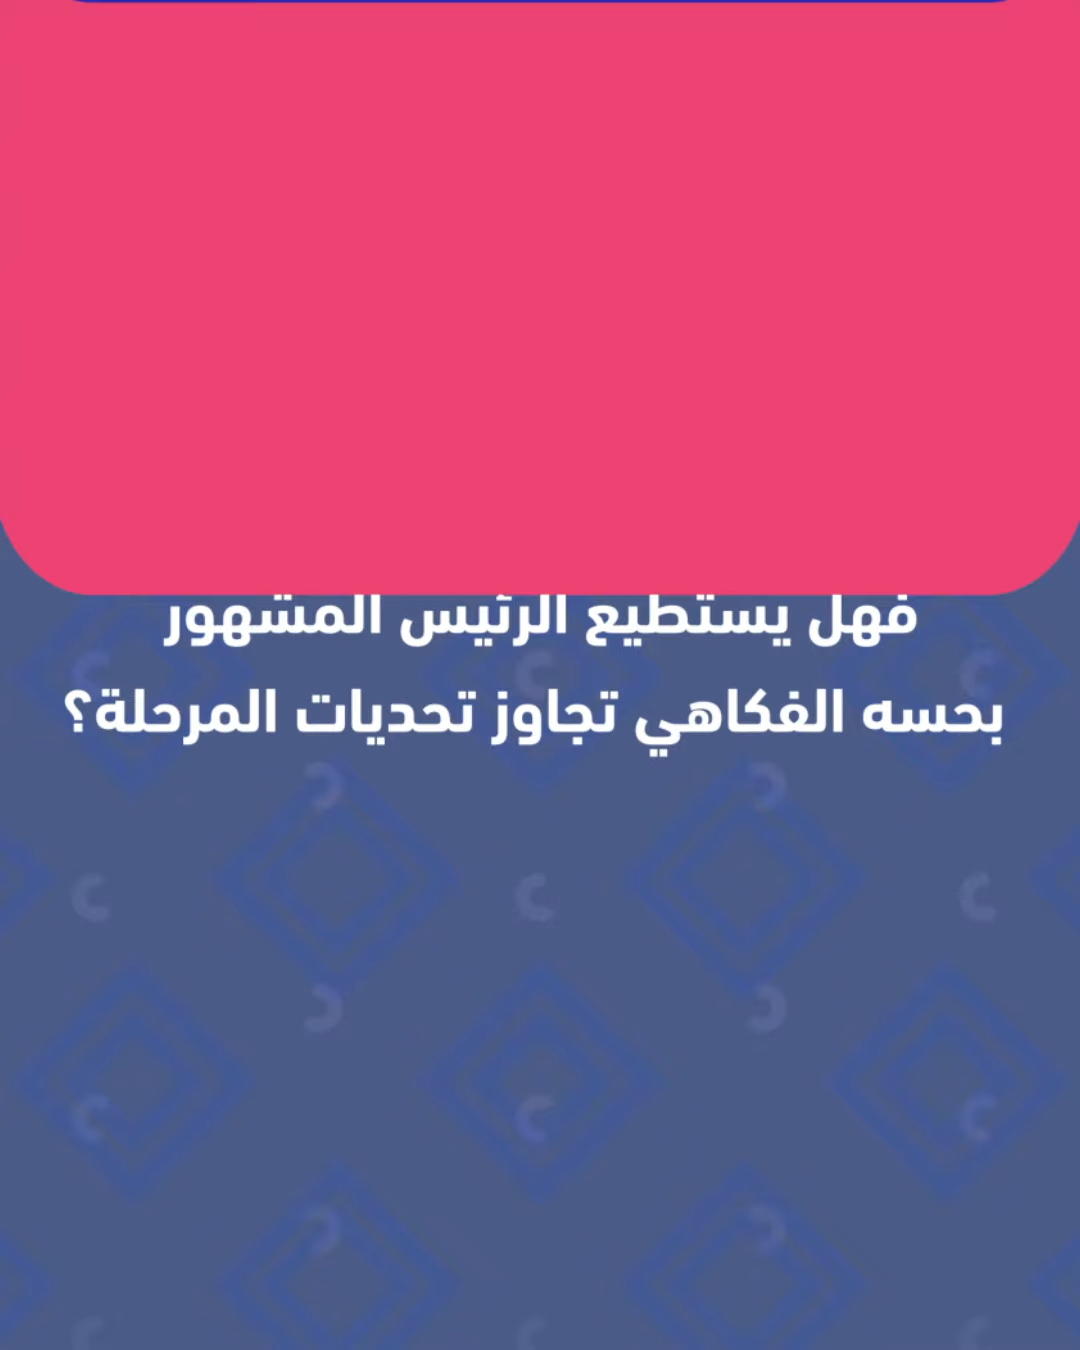 فهل يستطيع الرئيس المشهور
بحسه الفكاهي تجاوز تحديات المرحلة؟